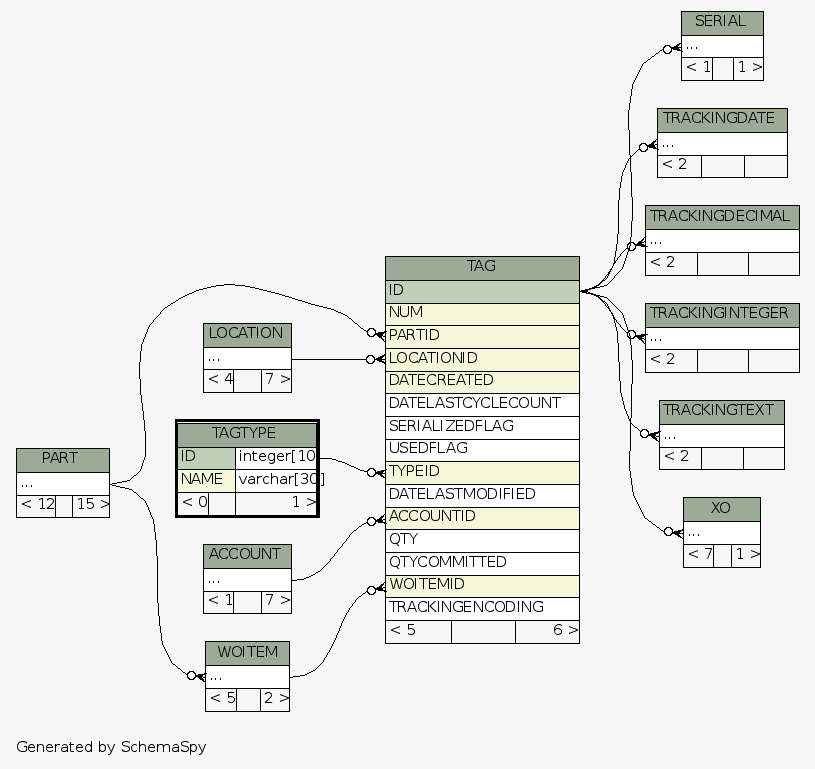 SERIAL
...
< 1 1 >
TRACKINGDATE
...
< 2
TRACKINGDECIMAL
...
< 2
TRACKINGINTEGER
...
< 2
TRACKINGTEXT
...
< 2
XO
...
< 7 1 >
TAG
ID
NUM
PARTID
LOCATIONID
DATECREATED
DATELASTCYCLECOUNT
SERIALIZEDFLAG
USEDFLAG
TYPEID
DATELASTMODIFIED
ACCOUNTID
QTY
QTYCOMMITTED
WOITEMID
TRACKINGENCODING
< 5 6 >
LOCATION
...
< 4 7 >
TAGTYPE
ID integer[10]
NAME varchar[30]
< 0 1 >
PART
...
< 12 15 >
ACCOUNT
...
< 1 7 >
WOITEM
...
< 5 2 >
Generated by SchemaSpy